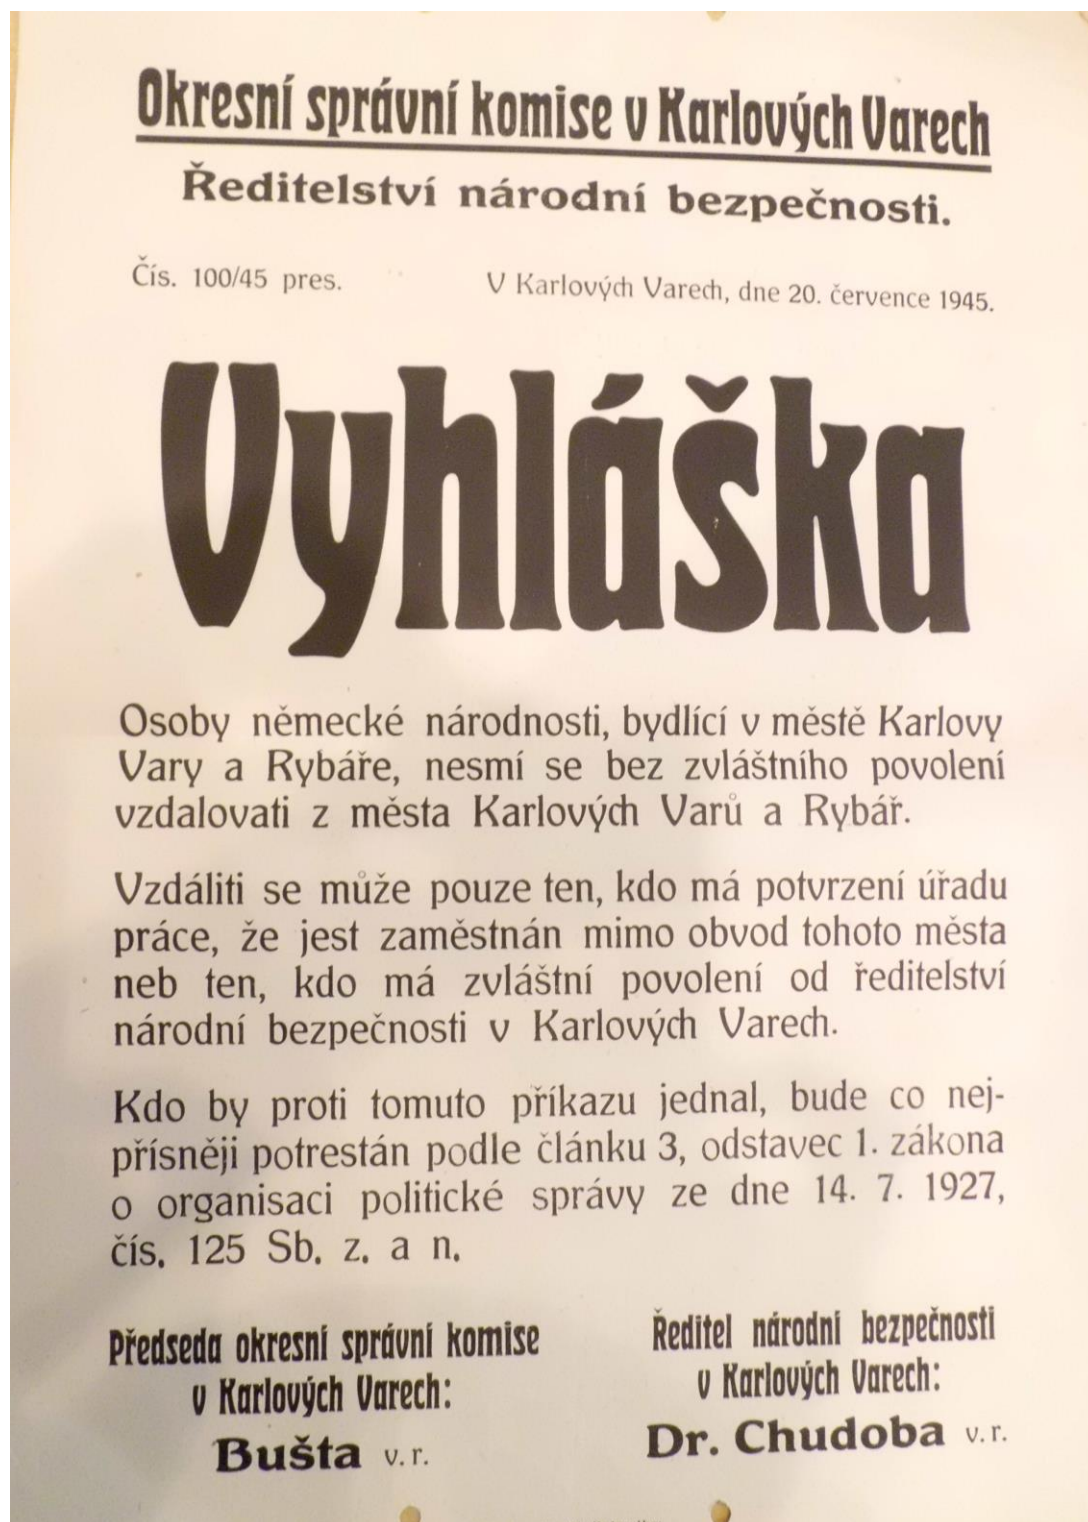 Okresní správní komise v Karlových Varech
Ředitelství národní bezpečnosti.
Čís. 100/45 pres. V Karlových Varech, dne 20. července 1945.
Vyhláška
Osoby německé národnosti, bydlící v městě Karlovy
Vary a Rybáře, nesmí se bez zvláštního povolení
vzdalovati z města Karlových Varů a Rybář.
Vzdáliti se může pouze ten, kdo má potvrzení úřadu
práce, že jest zaměstnán mimo obvod tohoto města
neb ten, kdo má zvláštní povolení od ředitelství
národní bezpečnosti v Karlových Varech.
Kdo by proti tomuto příkazu jednal, bude co nej-
přísněji potrestán podle článku 3, odstavec 1. zákona
o organisaci politické správy ze dne 14. 7. 1927,
čís. 125 Sb. z. a n.
Předseda okresní správní komise
v Karlových Varech:
Bušta v. r.
Ředitel národní bezpečnosti
v Karlových Varech:
Dr. Chudoba v. r.